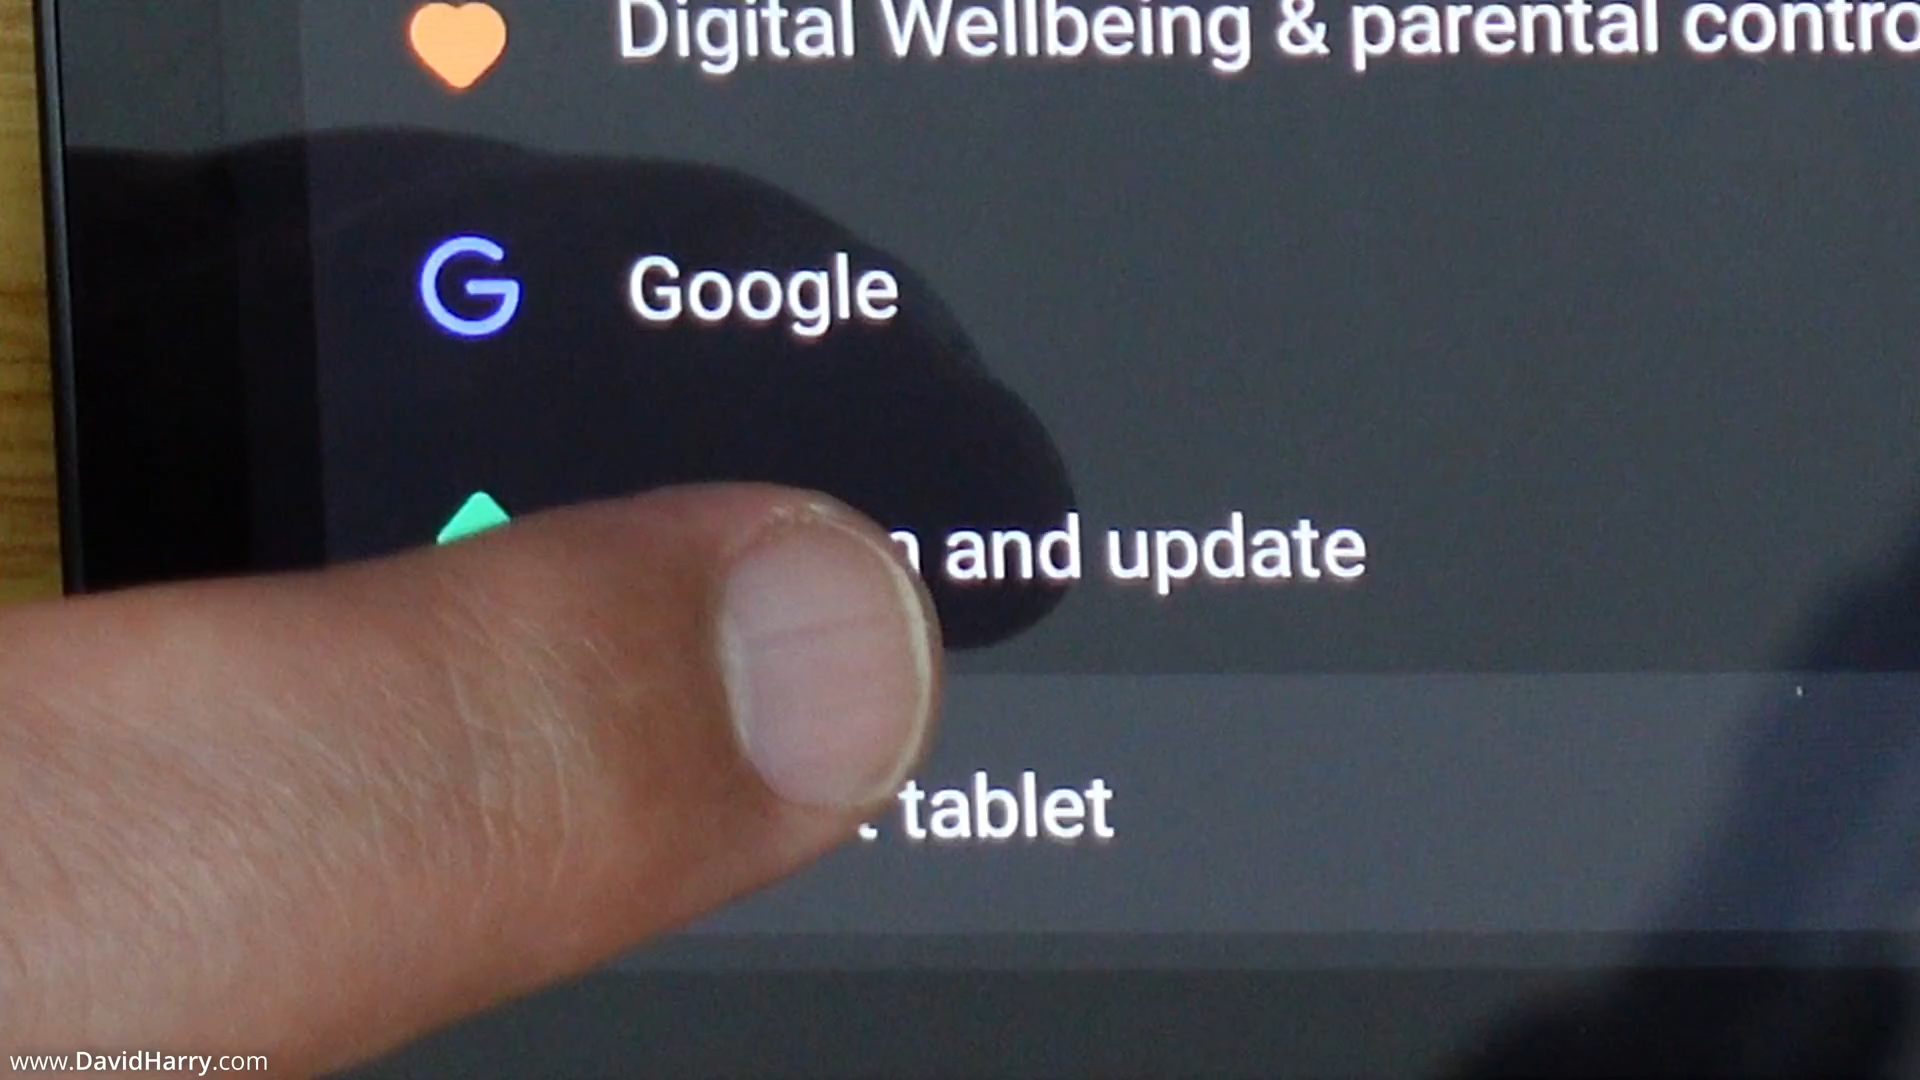 Digital Wellbeing & parental contro
G Google
n and update
t tablet
www.DavidHarry.com